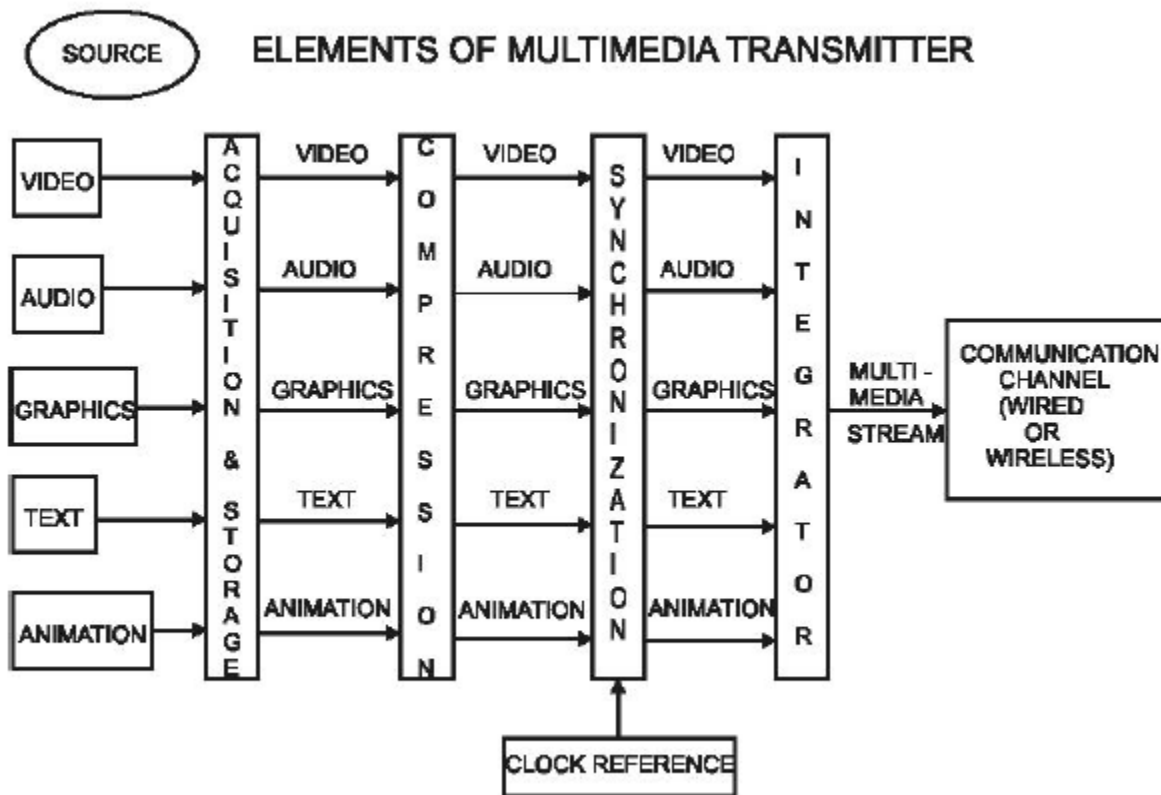 SOURCE
ELEMENTS OF MULTIMEDIA TRANSMITTER
VIDEO
AUDIO
GRAPHICS
TEXT
ANIMATION
ACQUISITION & STORAGE
VIDEO
AUDIO
GRAPHICS
TEXT
ANIMATION
COMPRESSION
VIDEO
AUDIO
GRAPHICS
TEXT
ANIMATION
SYNCHRONIZATION
VIDEO
AUDIO
GRAPHICS
TEXT
ANIMATION
INTEGRATOR
MULTI -
MEDIA
STREAM
COMMUNICATION
CHANNEL
(WIRED
OR
WIRELESS)
CLOCK REFERENCE